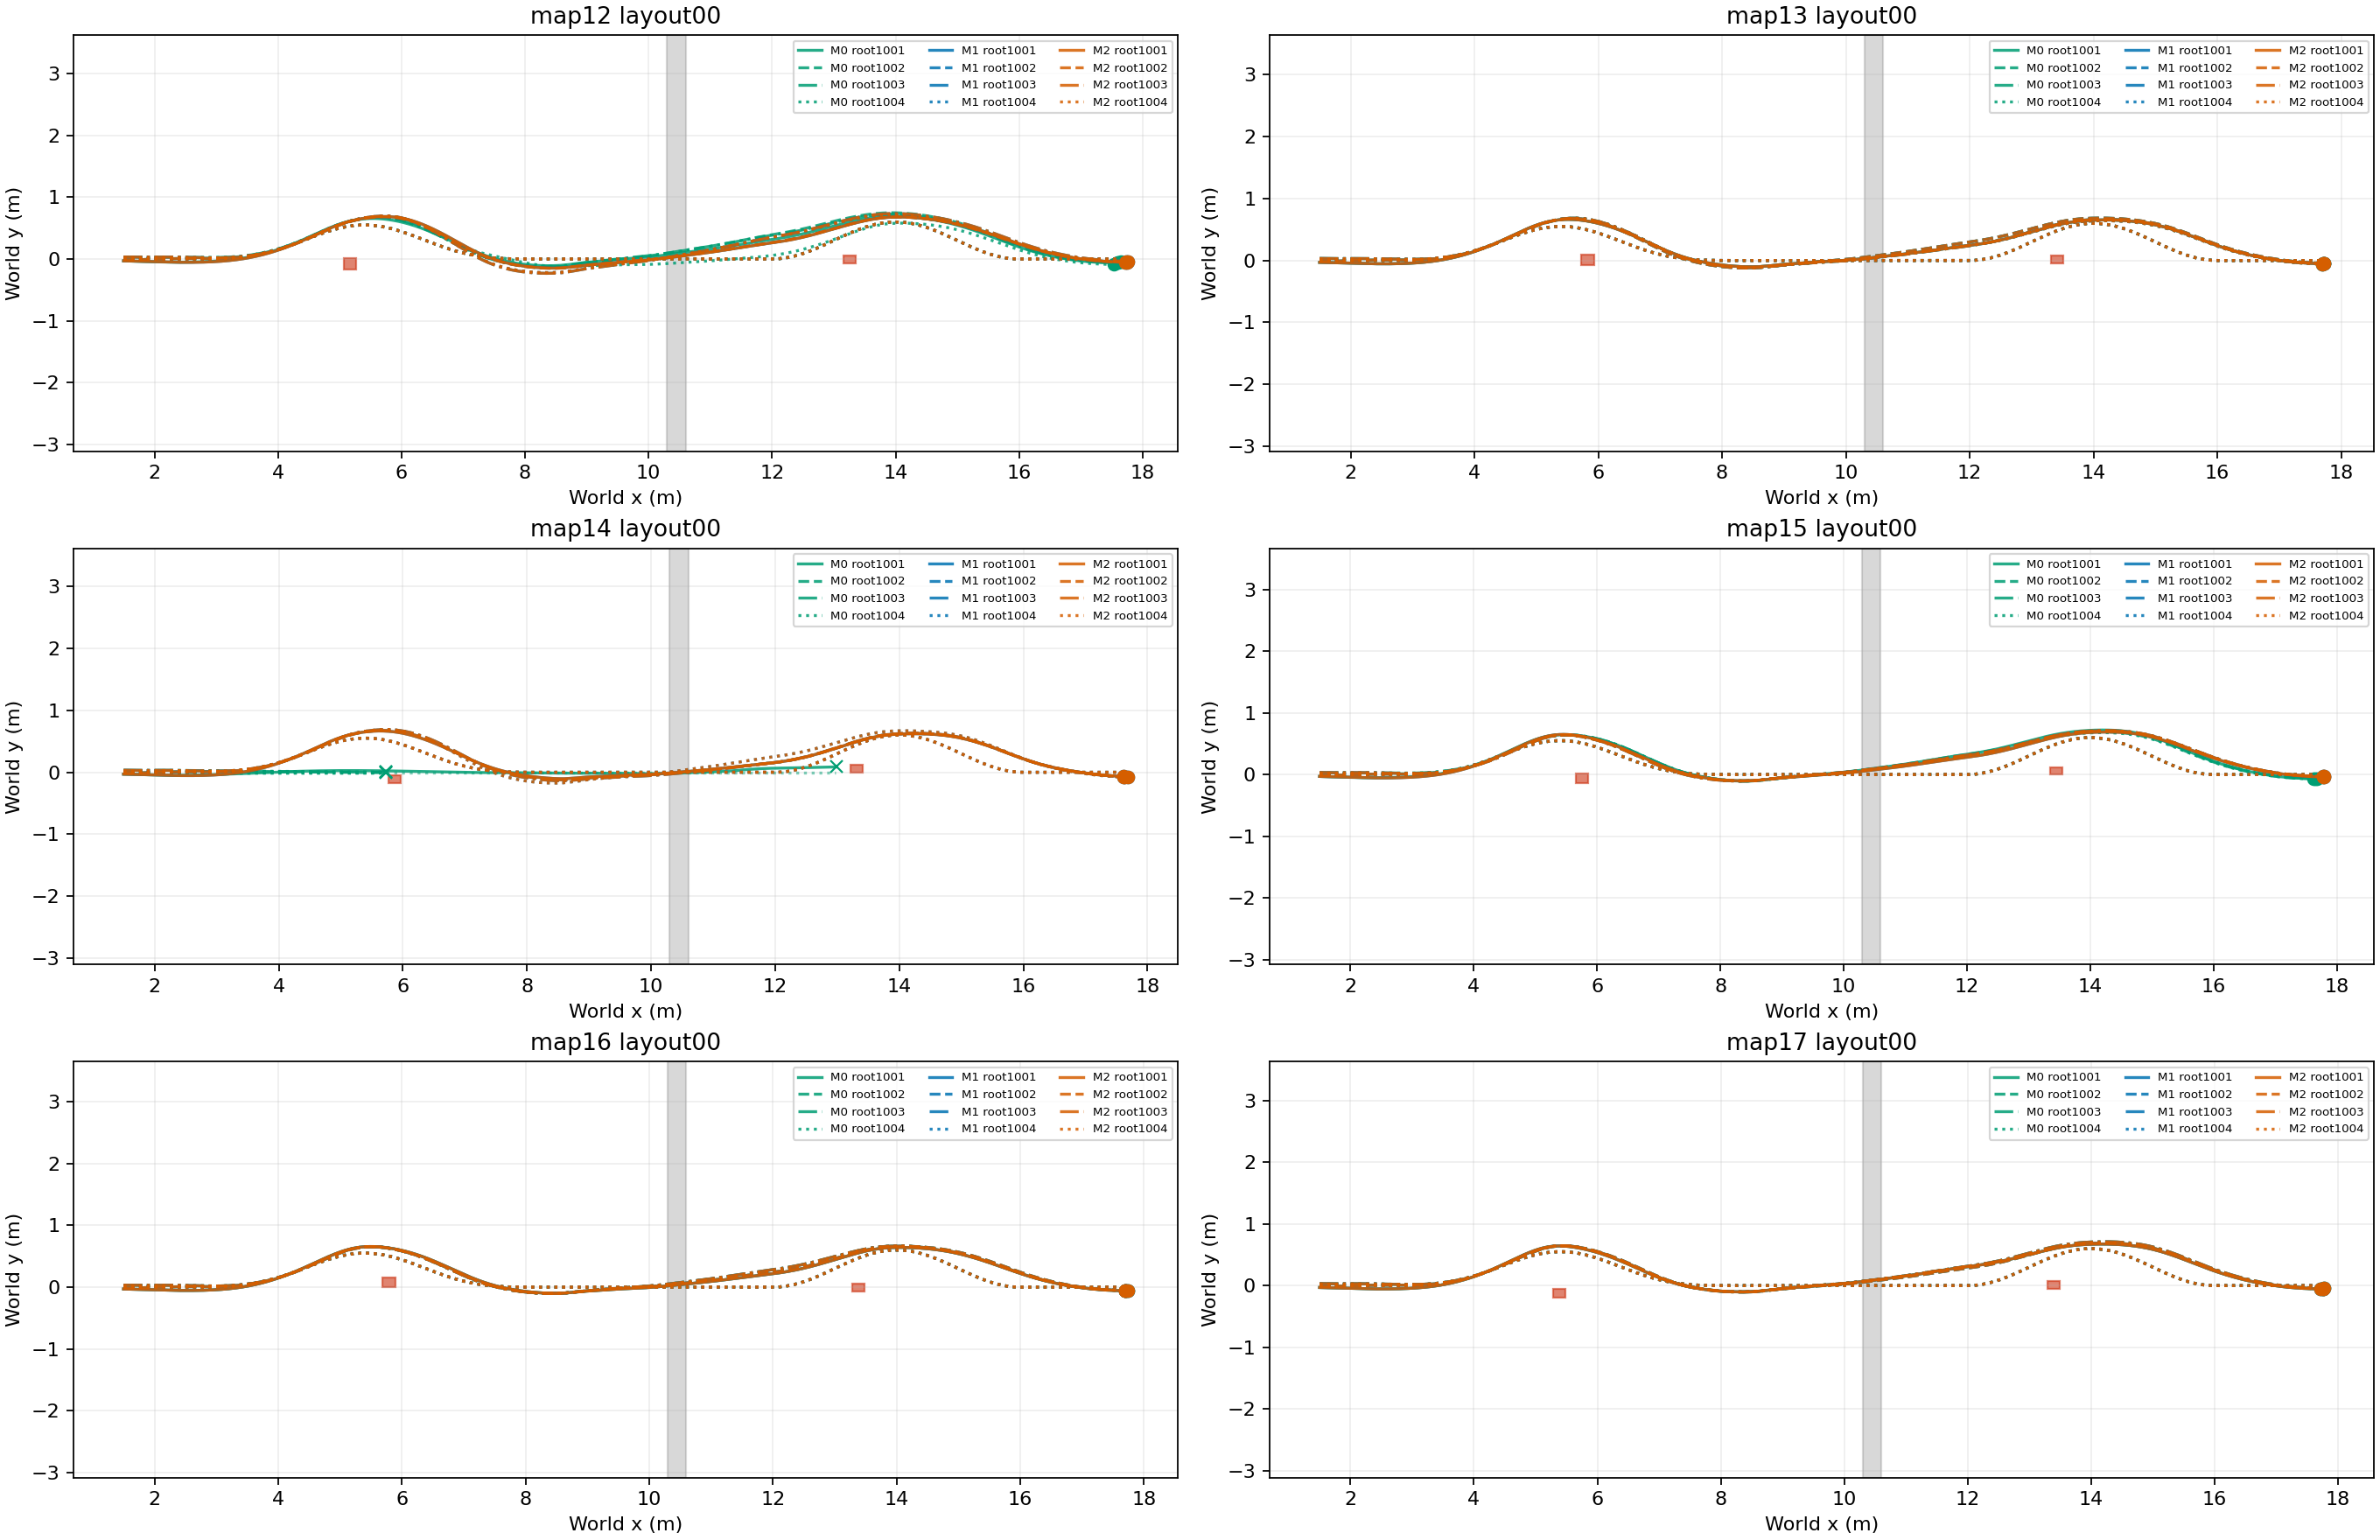 map12 layout00
M0 root1001 M1 root1001 M2 root1001
M0 root1002 M1 root1002 M2 root1002
M0 root1003 M1 root1003 M2 root1003
M0 root1004 M1 root1004 M2 root1004
3
2
1
0
−1
−2
−3
World y (m)
2 4 6 8 10 12 14 16 18
World x (m)
map13 layout00
M0 root1001 M1 root1001 M2 root1001
M0 root1002 M1 root1002 M2 root1002
M0 root1003 M1 root1003 M2 root1003
M0 root1004 M1 root1004 M2 root1004
3
2
1
0
−1
−2
−3
World y (m)
2 4 6 8 10 12 14 16 18
World x (m)
map14 layout00
M0 root1001 M1 root1001 M2 root1001
M0 root1002 M1 root1002 M2 root1002
M0 root1003 M1 root1003 M2 root1003
M0 root1004 M1 root1004 M2 root1004
3
2
1
0
−1
−2
−3
World y (m)
2 4 6 8 10 12 14 16 18
World x (m)
map15 layout00
M0 root1001 M1 root1001 M2 root1001
M0 root1002 M1 root1002 M2 root1002
M0 root1003 M1 root1003 M2 root1003
M0 root1004 M1 root1004 M2 root1004
3
2
1
0
−1
−2
−3
World y (m)
2 4 6 8 10 12 14 16 18
World x (m)
map16 layout00
M0 root1001 M1 root1001 M2 root1001
M0 root1002 M1 root1002 M2 root1002
M0 root1003 M1 root1003 M2 root1003
M0 root1004 M1 root1004 M2 root1004
3
2
1
0
−1
−2
−3
World y (m)
2 4 6 8 10 12 14 16 18
World x (m)
map17 layout00
M0 root1001 M1 root1001 M2 root1001
M0 root1002 M1 root1002 M2 root1002
M0 root1003 M1 root1003 M2 root1003
M0 root1004 M1 root1004 M2 root1004
3
2
1
0
−1
−2
−3
World y (m)
2 4 6 8 10 12 14 16 18
World x (m)